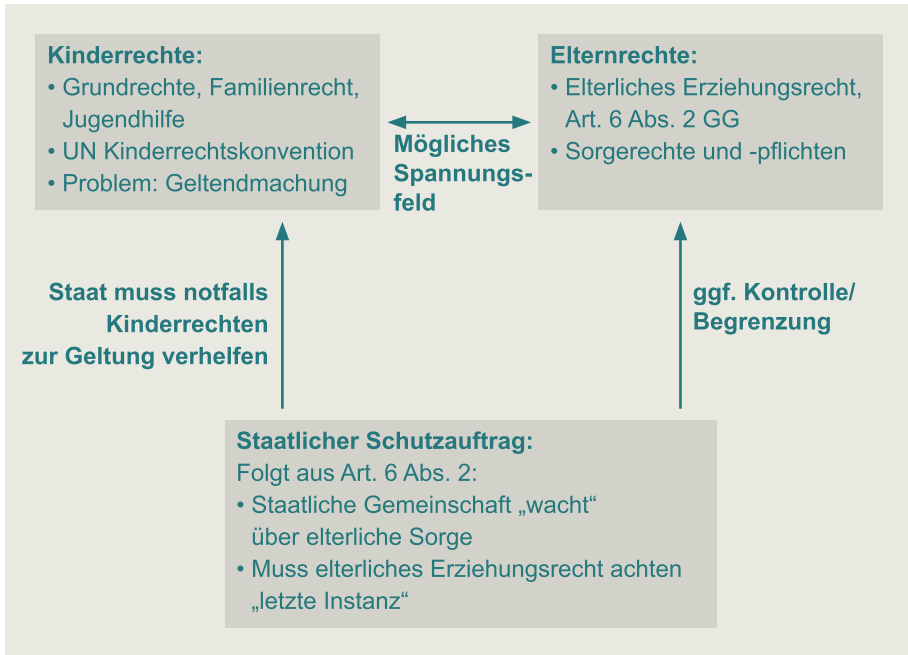 Kinderrechte:
• Grundrechte, Familienrecht,
Jugendhilfe
• UN Kinderrechtskonvention
• Problem: Geltendmachung
Mögliches
Spannungs-
feld
Elternrechte:
• Elterliches Erziehungsrecht,
Art. 6 Abs. 2 GG
• Sorgerechte und -pflichten
Staat muss notfalls
Kinderrechten
zur Geltung verhelfen
ggf. Kontrolle/
Begrenzung
Staatlicher Schutzauftrag:
Folgt aus Art. 6 Abs. 2:
• Staatliche Gemeinschaft „wacht“
über elterliche Sorge
• Muss elterliches Erziehungsrecht achten
„letzte Instanz“